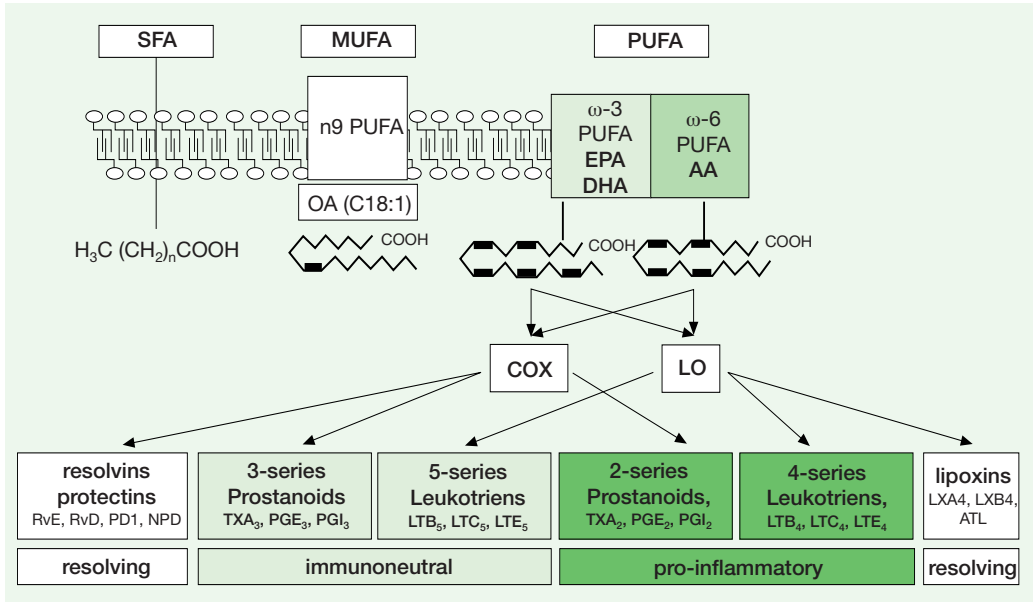 SFA
MUFA
PUFA
n9 PUFA
ω-3
PUFA
EPA
DHA
ω-6
PUFA
AA
OA (C18:1)
H₃C (CH₂)ₙCOOH
COOH
COOH
COOH
COX
LO
resolvins
protectins
RvE, RvD, PD1, NPD
3-series
Prostanoids
TXA₃, PGE₃, PGI₃
5-series
Leukotriens
LTB₅, LTC₅, LTE₅
2-series
Prostanoids,
TXA₂, PGE₂, PGI₂
4-series
Leukotriens,
LTB₄, LTC₄, LTE₄
lipoxins
LXA4, LXB4,
ATL
resolving
immunoneutral
pro-inflammatory
resolving